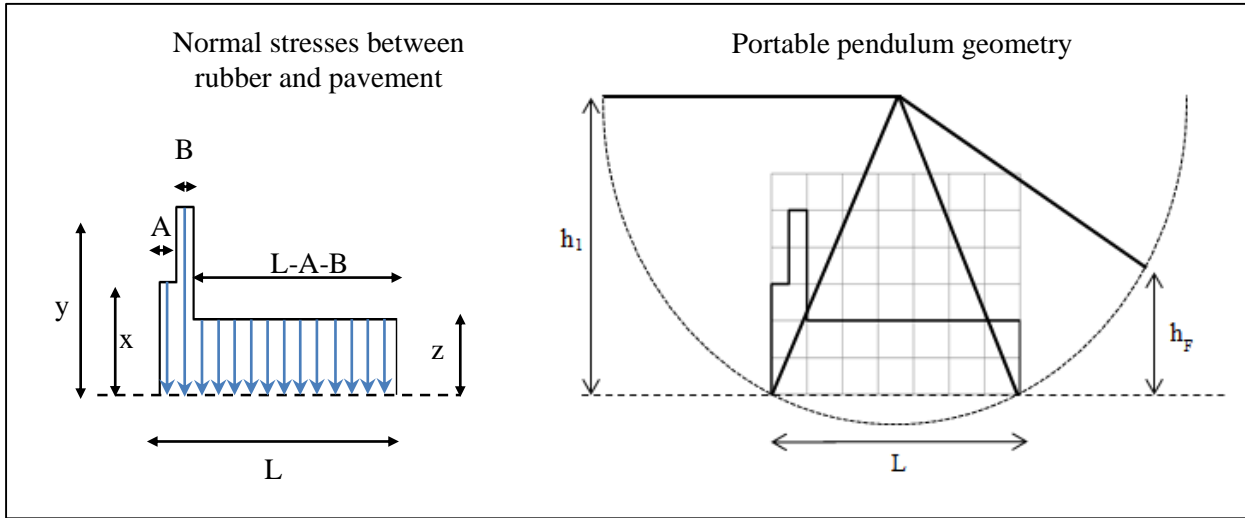 Normal stresses between
rubber and pavement
B
A
L-A-B
y
x
z
L
Portable pendulum geometry
h1
hF
L